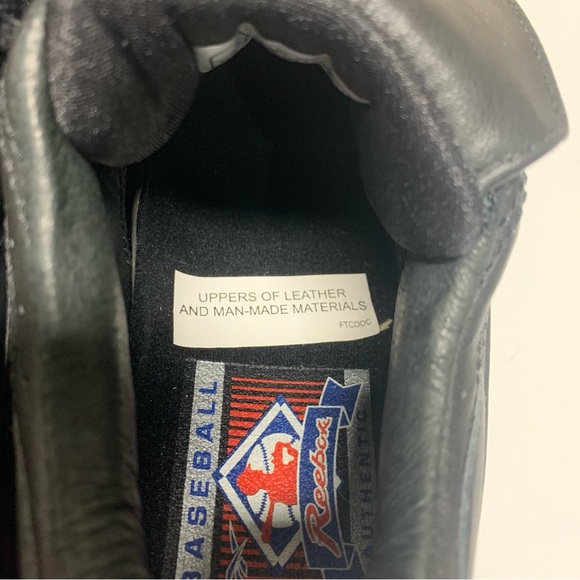 UPPERS OF LEATHER
AND MAN-MADE MATERIALS
FTCOOC
BASEBALL
Reebok
AUTHENTIC